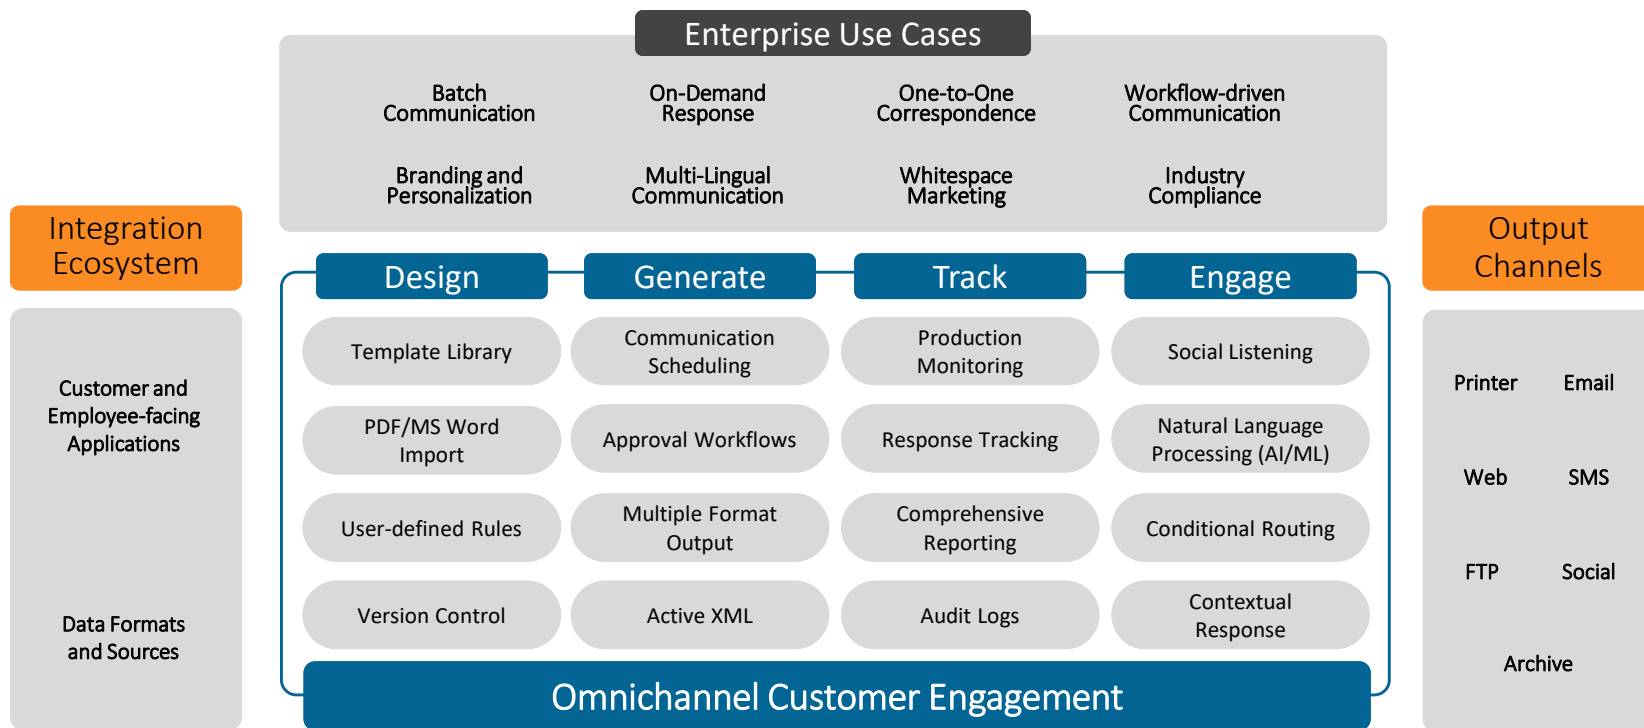 Enterprise Use Cases
Batch
Communication
On-Demand
Response
One-to-One
Correspondence
Workflow-driven
Communication
Branding and
Personalization
Multi-Lingual
Communication
Whitespace
Marketing
Industry
Compliance
Integration
Ecosystem
Customer and
Employee-facing
Applications
Data Formats
and Sources
Design
Template Library
PDF/MS Word
Import
User-defined Rules
Version Control
Generate
Communication
Scheduling
Approval Workflows
Multiple Format
Output
Active XML
Track
Production
Monitoring
Response Tracking
Comprehensive
Reporting
Audit Logs
Engage
Social Listening
Natural Language
Processing (AI/ML)
Conditional Routing
Contextual
Response
Omnichannel Customer Engagement
Output
Channels
Printer
Email
Web
SMS
FTP
Social
Archive